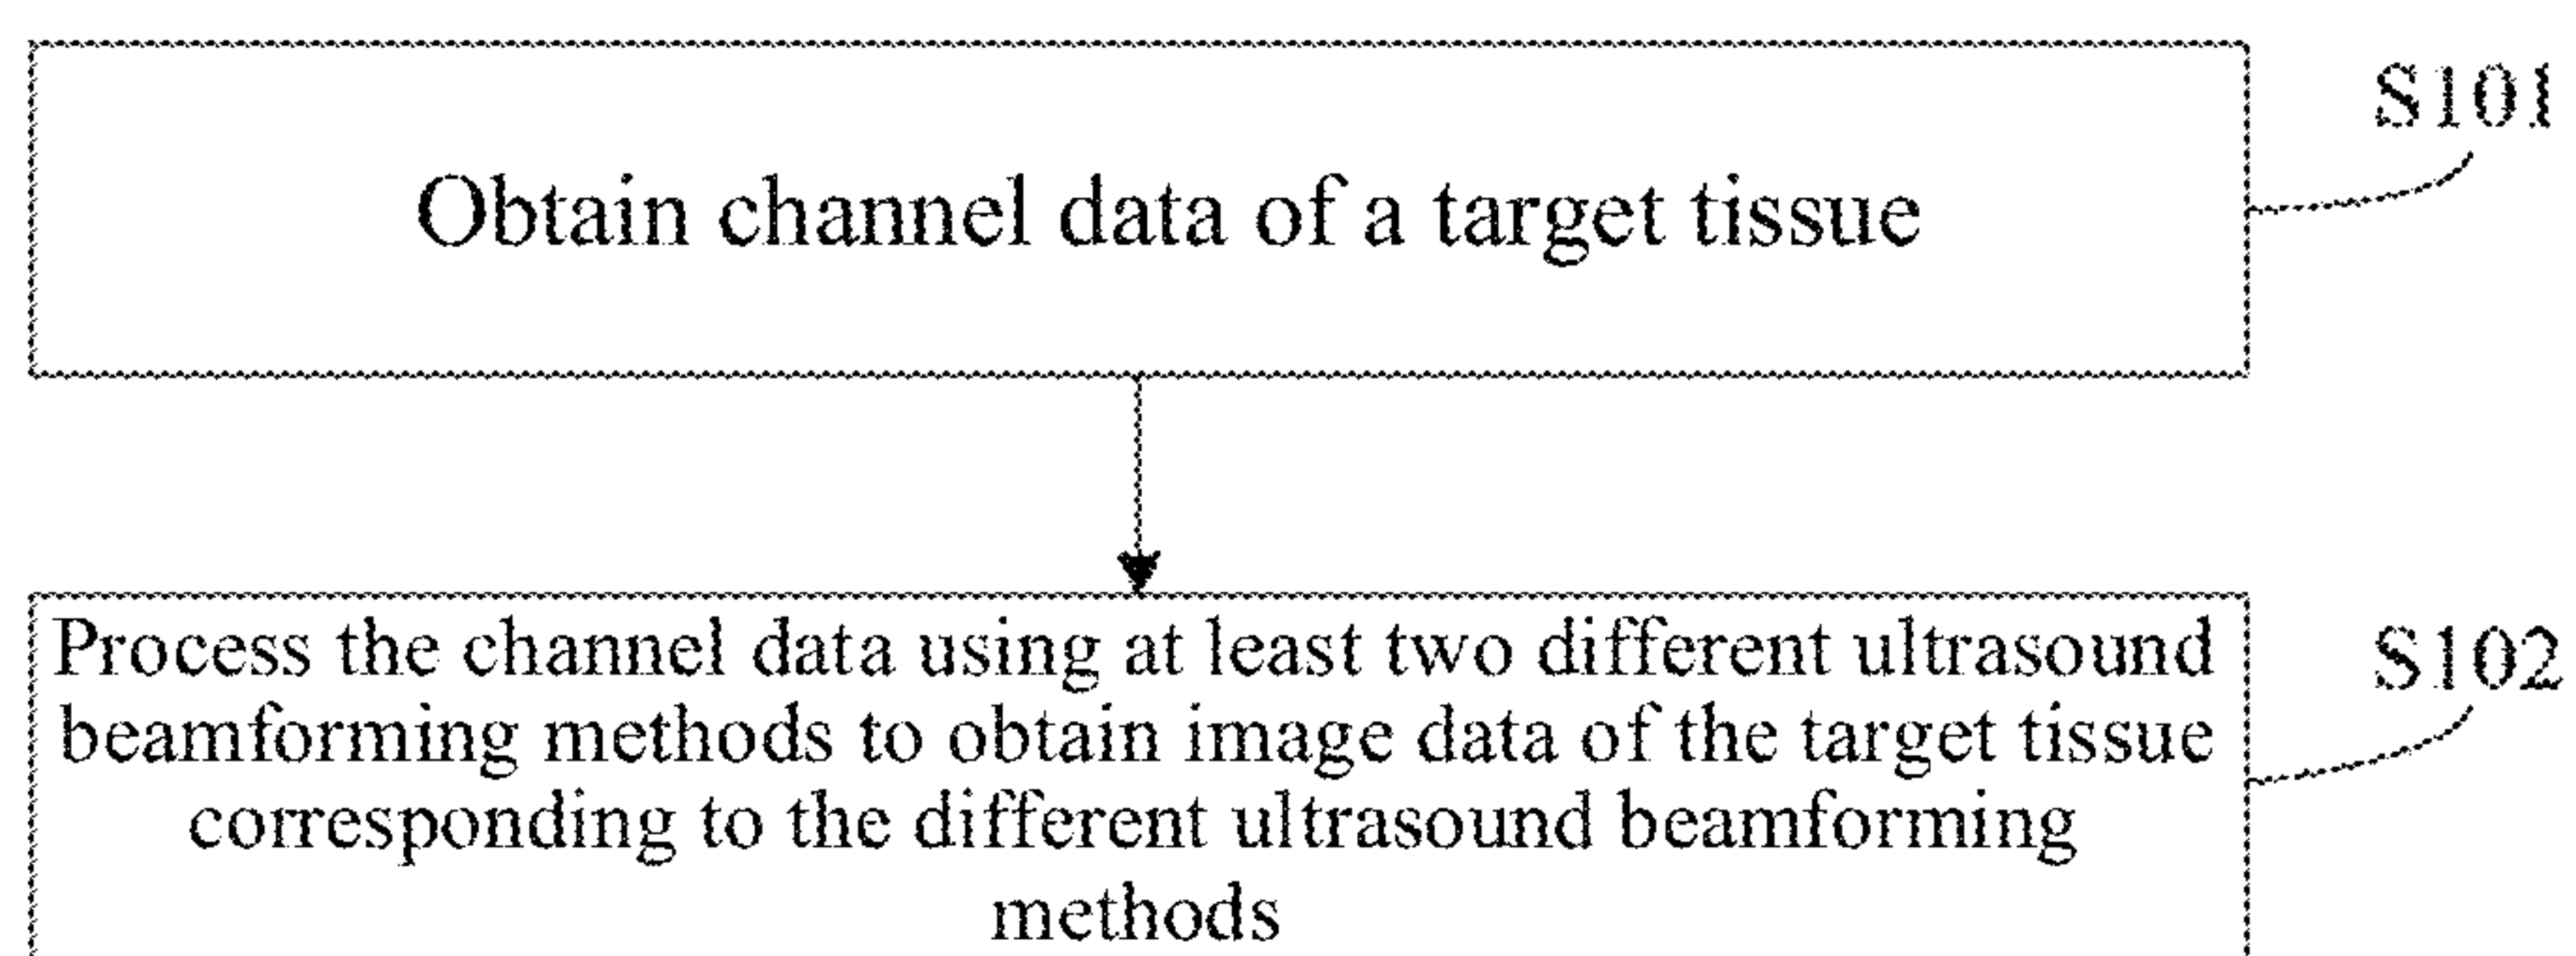 S101
Obtain channel data of a target tissue
Process the channel data using at least two different ultrasound
S102
beamforming methods to obtain image data of the target tissue
corresponding to the different ultrasound beamforming
methods